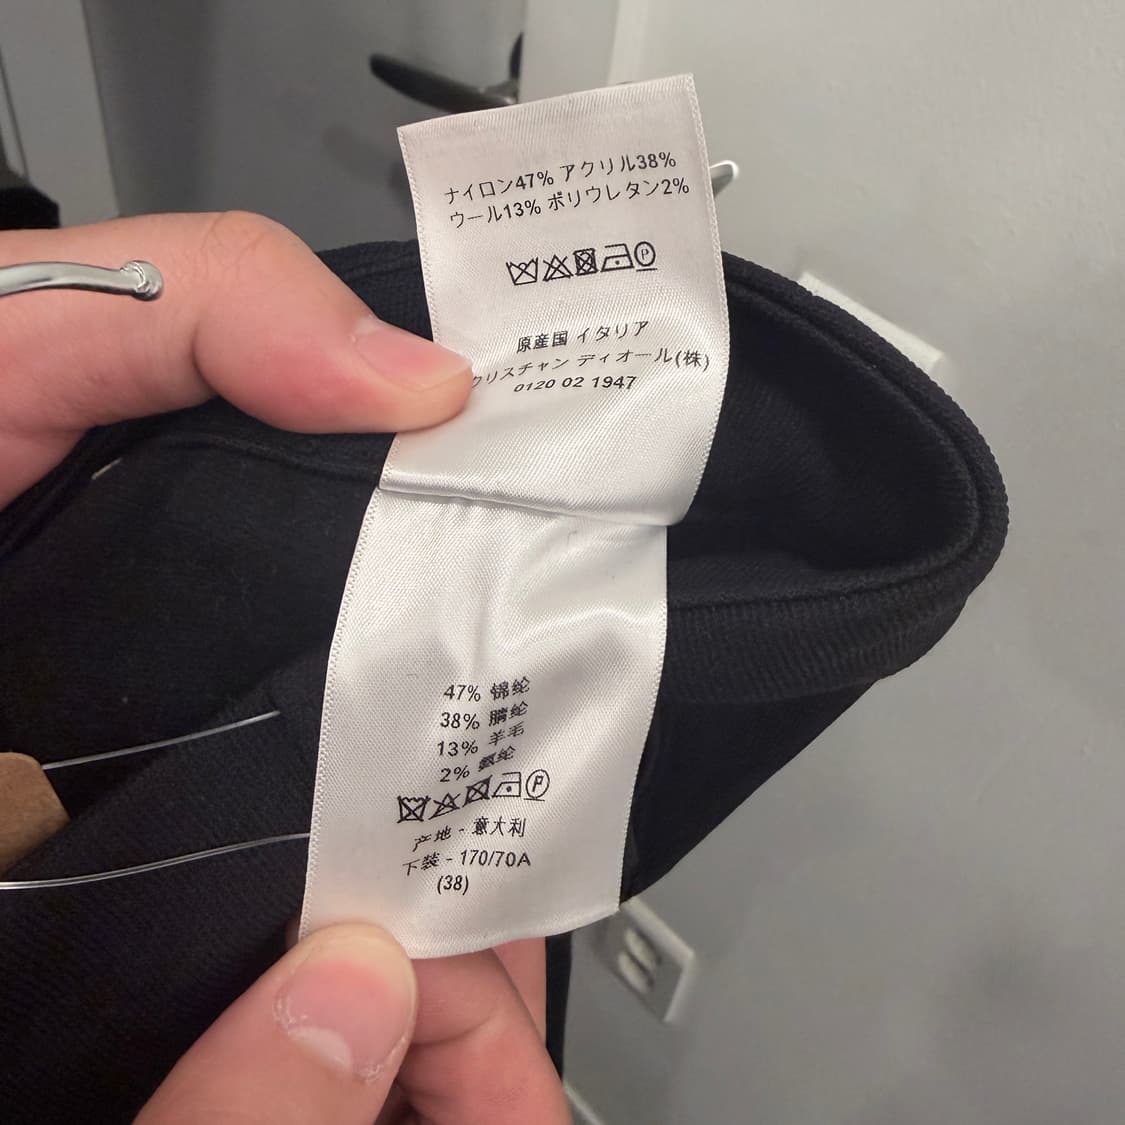 ナイロン47% アクリル38%
ウール13% ポリウレタン2%
原産国 イタリア
クリスチャン ディオール(株)
0120 02 1947
47% 锦纶
38% 腈纶
13% 羊毛
2% 氨纶
产地 - 意大利
下装 - 170/70A
(38)